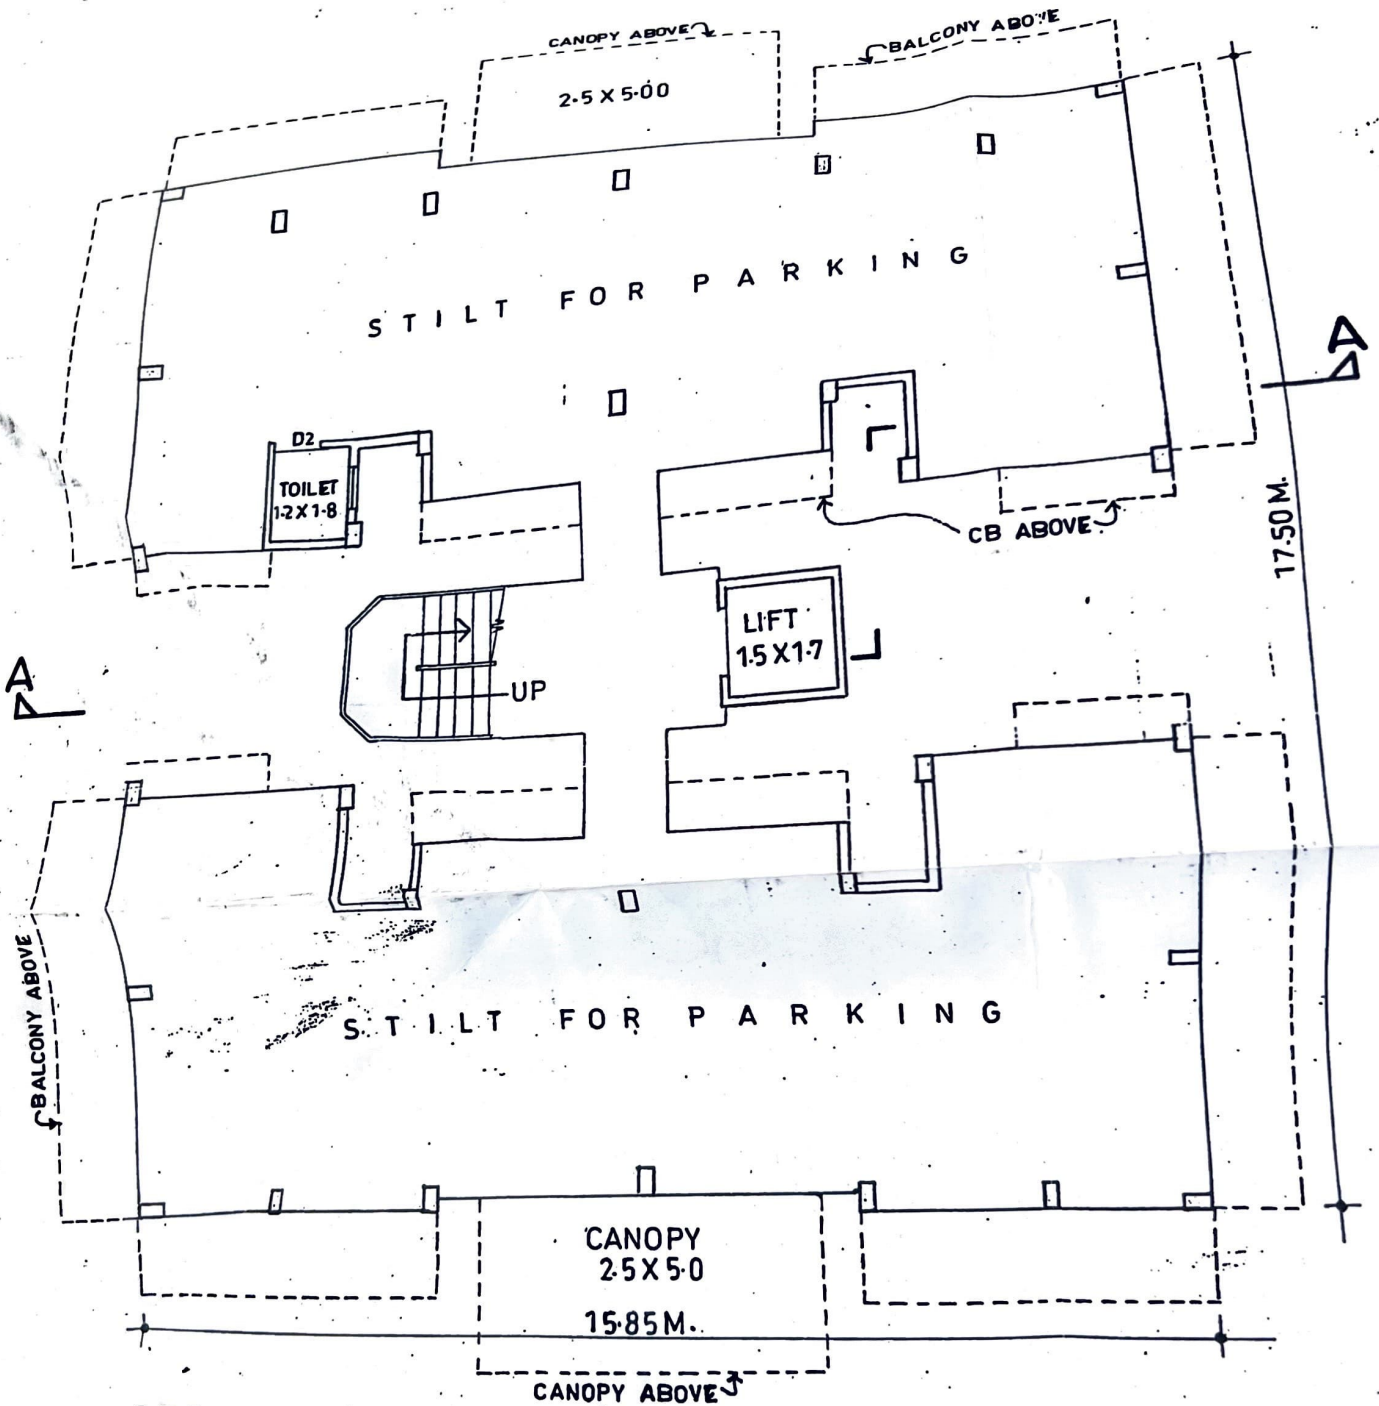 CANOPY ABOVE
BALCONY ABOVE
2.5 X 5.00
STILT FOR PARKING
A
D2
TOILET
1.2 X 1.8
CB ABOVE
17.50 M.
LIFT
1.5 X 1.7
A
UP
BALCONY ABOVE
STILT FOR PARKING
CANOPY
2.5 X 5.0
15.85 M.
CANOPY ABOVE